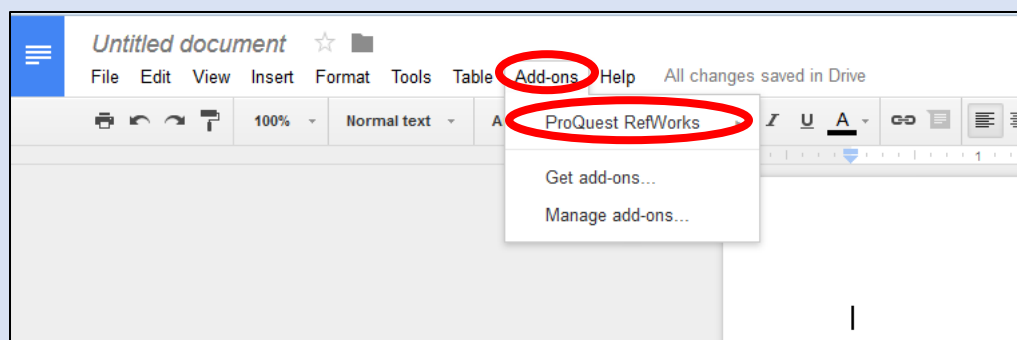 Untitled document
File Edit View Insert Format Tools Table Add-ons Help All changes saved in Drive
100% Normal text A ProQuest RefWorks I U A
1
Get add-ons...
Manage add-ons...